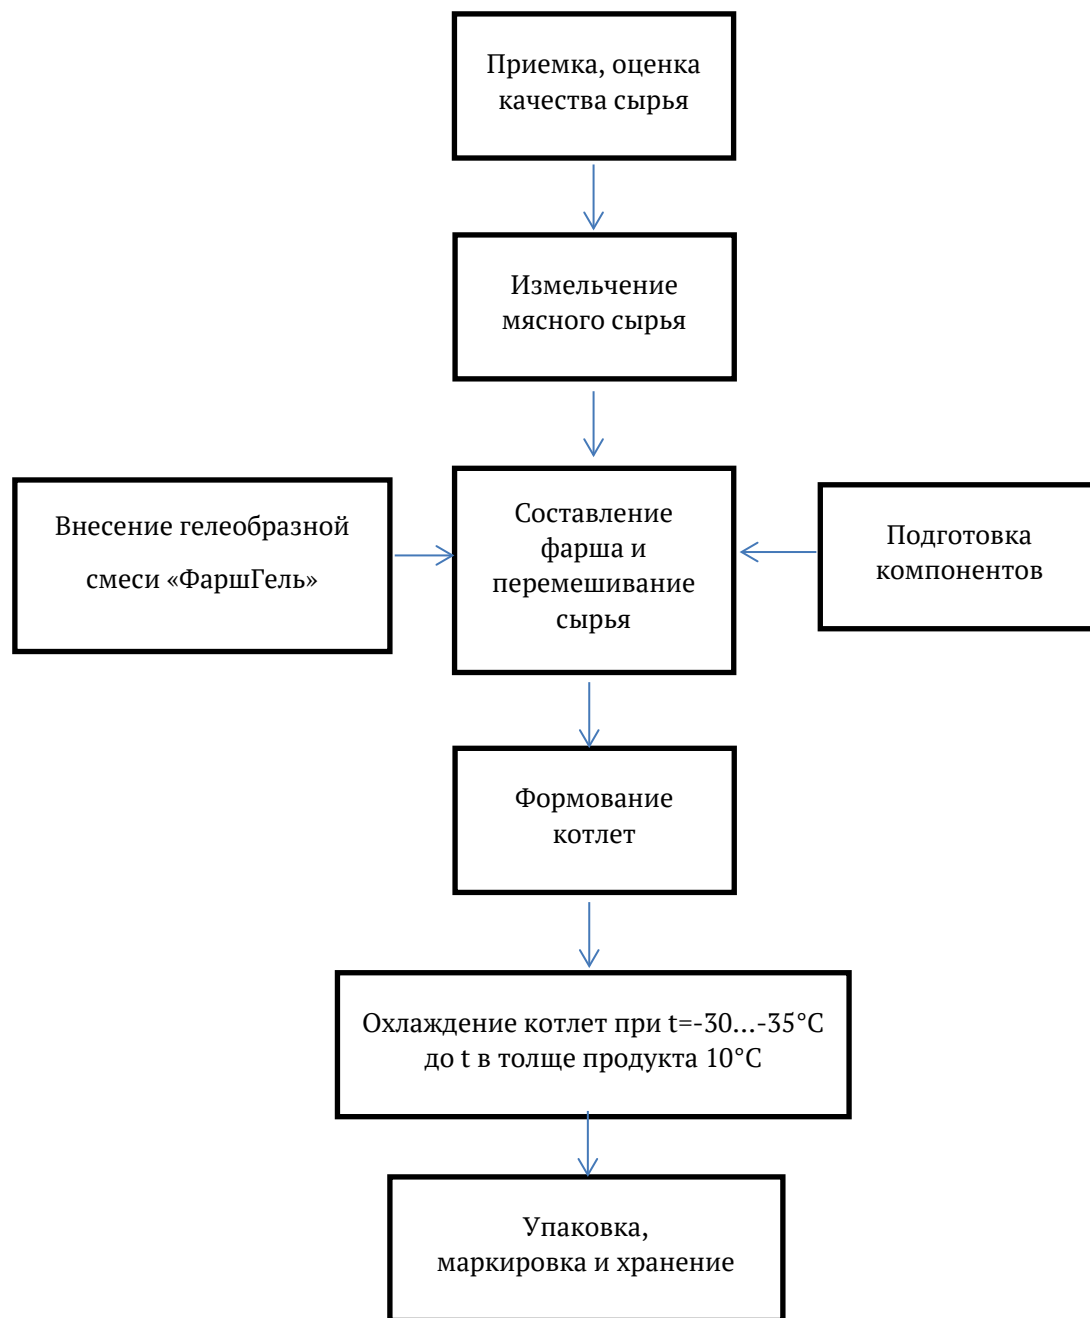 Приемка, оценка
качества сырья
Измельчение
мясного сырья
Внесение гелеобразной
смеси «ФаршГель»
Составление
фарша и
перемешивание
сырья
Подготовка
компонентов
Формование
котлет
Охлаждение котлет при t=-30...-35°C
до t в толще продукта 10°C
Упаковка,
маркировка и хранение